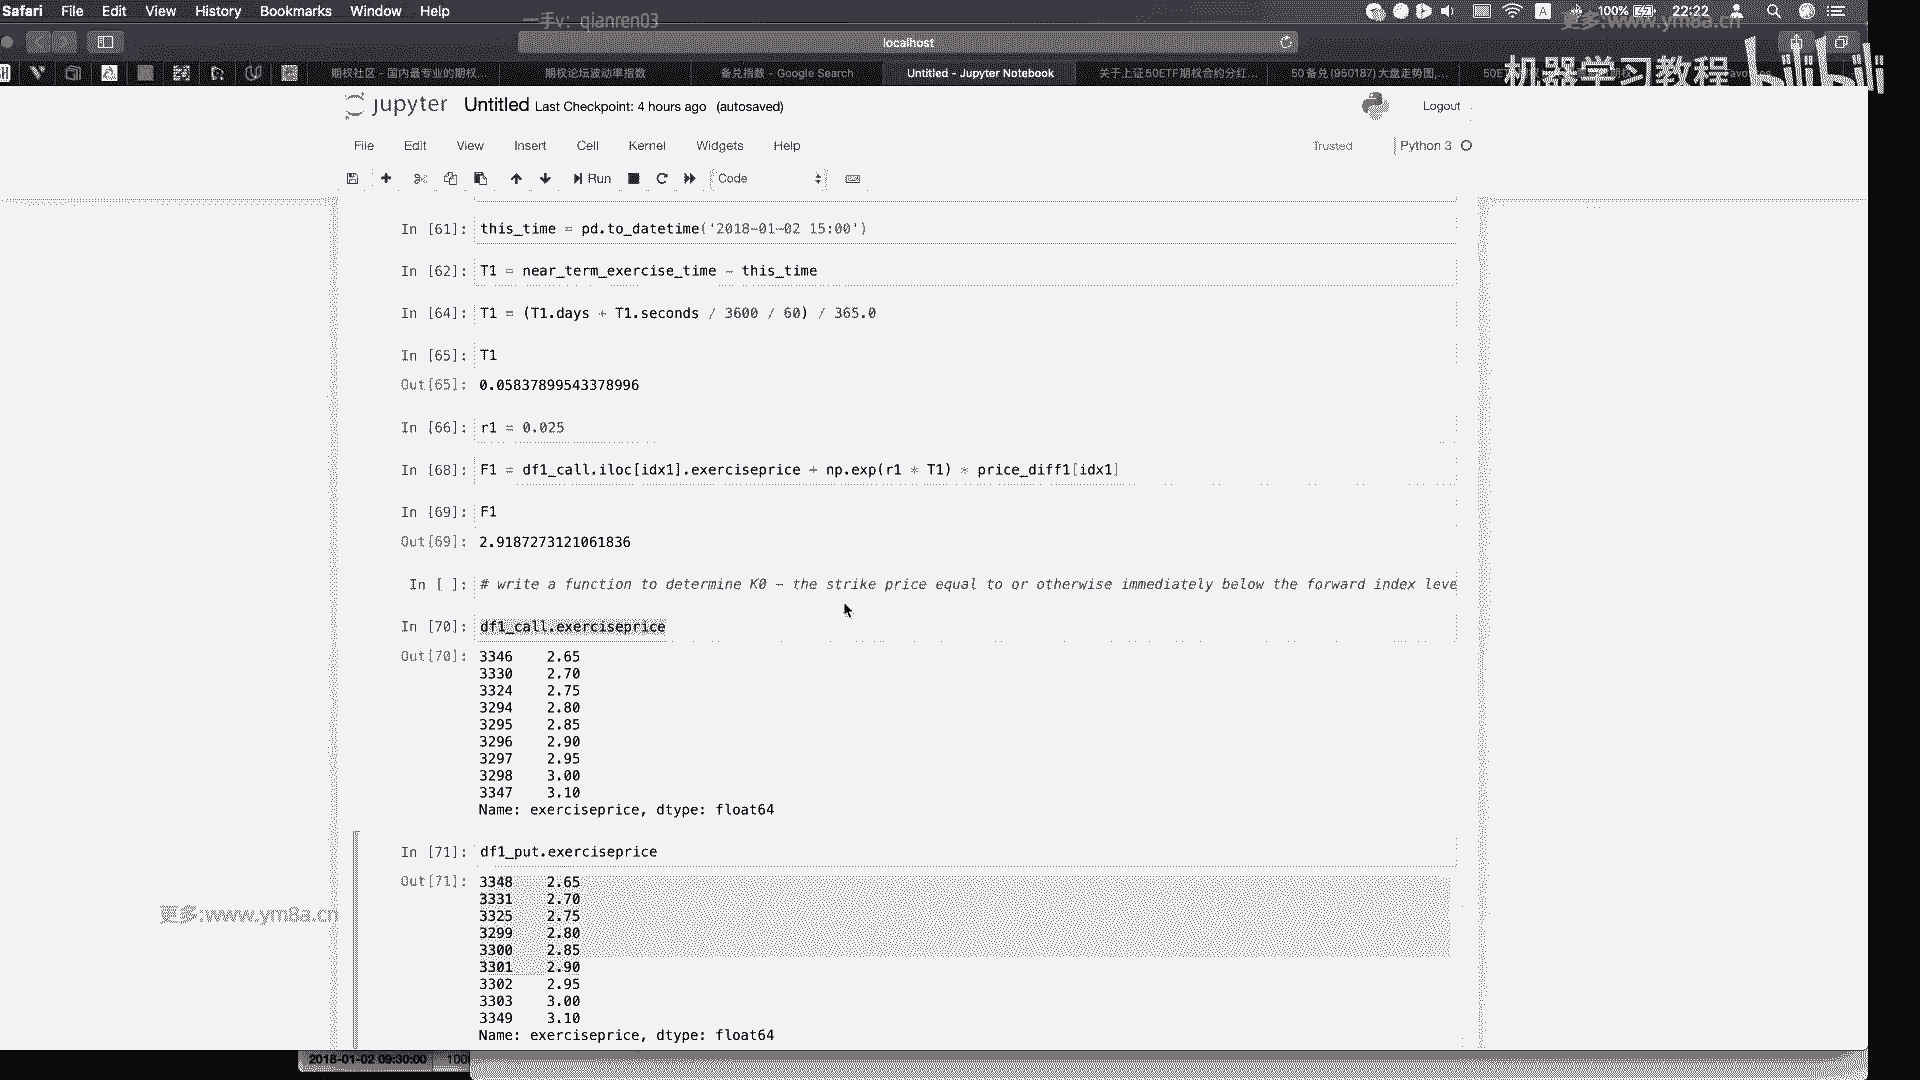 Safari File Edit View History Bookmarks Window Help 一手v：qianren03 100% 22:22
更多:www.ym8a.cn
localhost
期权社区 - 国内最专业的期权... 期权论坛波动率指数 备兑指数 - Google Search Untitled - Jupyter Notebook 关于上证50ETF期权合约分红... 50备兑(950187)大盘走势图,...
机器学习教程 bilibili
jupyter Untitled Last Checkpoint: 4 hours ago (autosaved) Logout
File Edit View Insert Cell Kernel Widgets Help Trusted Python 3
Run Code
In [61]: this_time = pd.to_datetime('2018-01-02 15:00')
In [62]: T1 = near_term_exercise_time - this_time
In [64]: T1 = (T1.days + T1.seconds / 3600 / 60) / 365.0
In [65]: T1
Out[65]: 0.05837899543378996
In [66]: r1 = 0.025
In [68]: F1 = df1_call.iloc[idx1].exerciseprice + np.exp(r1 * T1) * price_diff1[idx1]
In [69]: F1
Out[69]: 2.9187273121061836
In [ ]: # write a function to determine K0 - the strike price equal to or otherwise immediately below the forward index leve
In [70]: df1_call.exerciseprice
Out[70]: 3346 2.65
3330 2.70
3324 2.75
3294 2.80
3295 2.85
3296 2.90
3297 2.95
3298 3.00
3347 3.10
Name: exerciseprice, dtype: float64
In [71]: df1_put.exerciseprice
Out[71]: 3348 2.65
3331 2.70
3325 2.75
更多:www.ym8a.cn
3299 2.80
3300 2.85
3301 2.90
3302 2.95
3303 3.00
3349 3.10
Name: exerciseprice, dtype: float64
2018-01-02 09:30:00 100